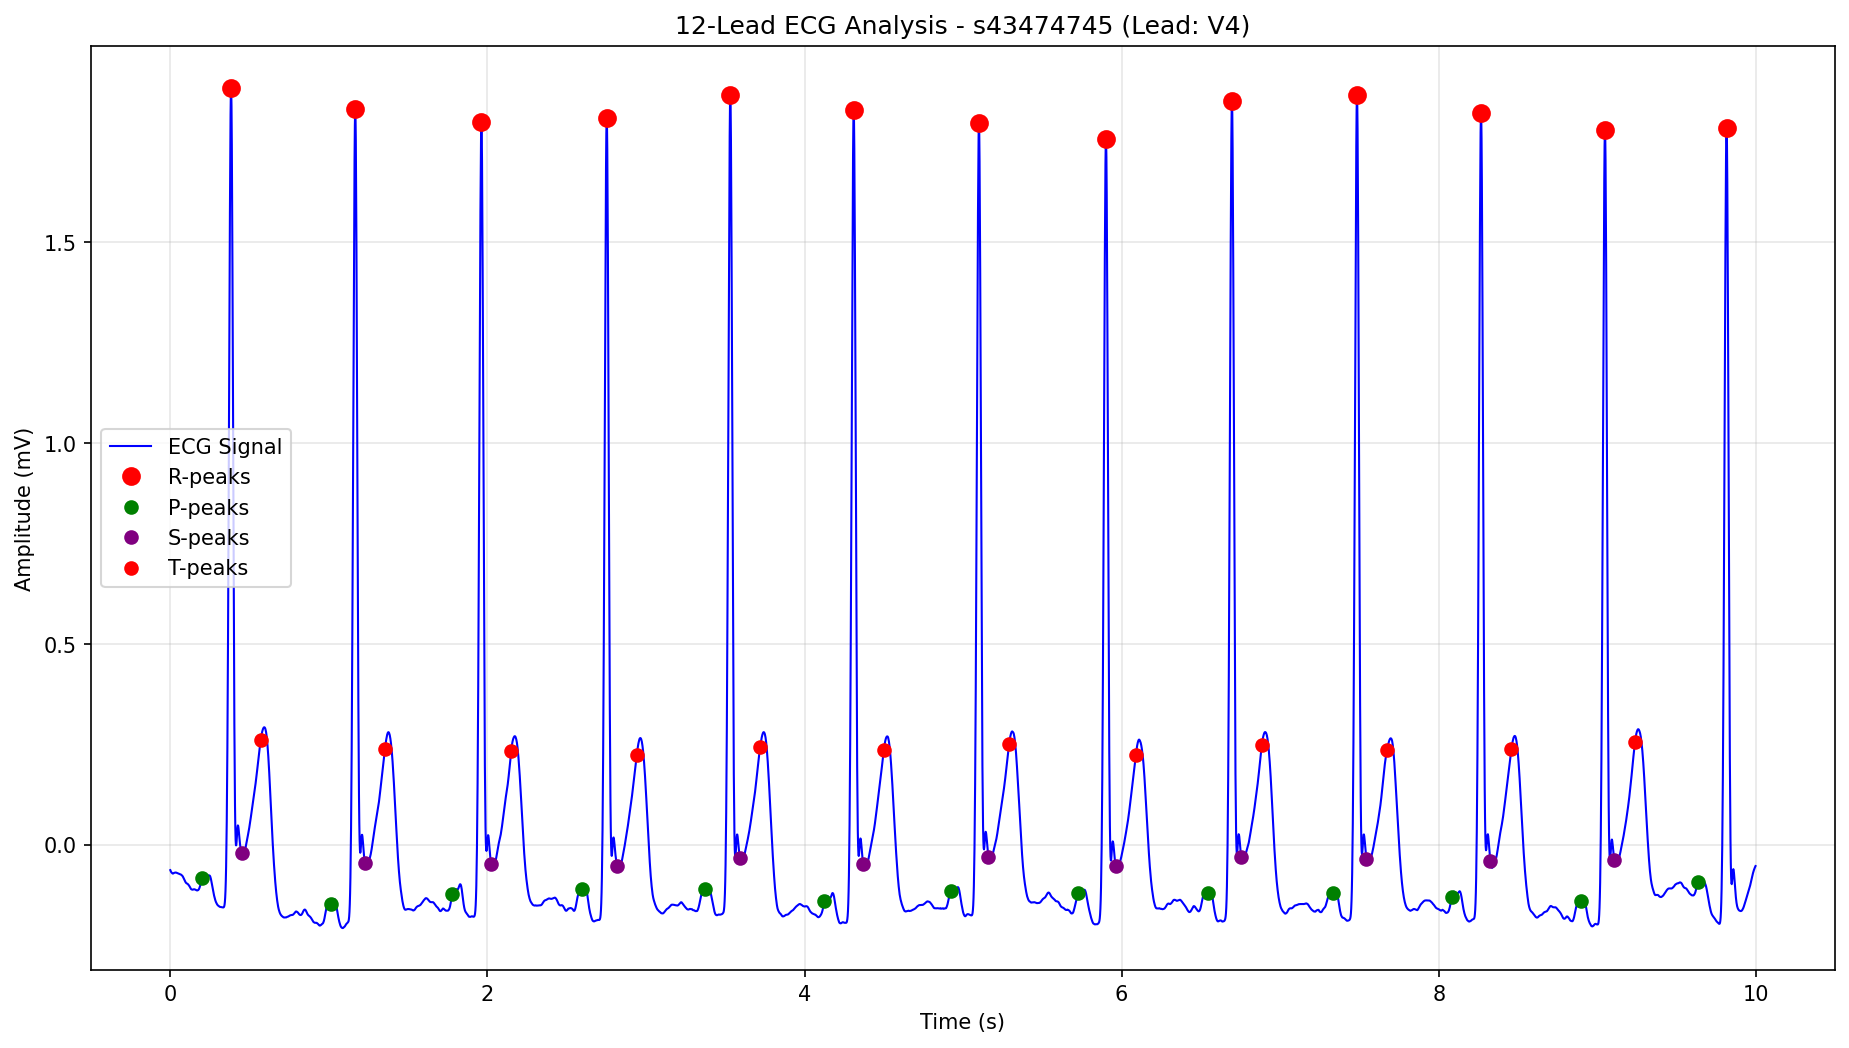 12-Lead ECG Analysis - s43474745 (Lead: V4)
Amplitude (mV)
1.5
1.0
0.5
0.0
ECG Signal
R-peaks
P-peaks
S-peaks
T-peaks
0 2 4 6 8 10
Time (s)